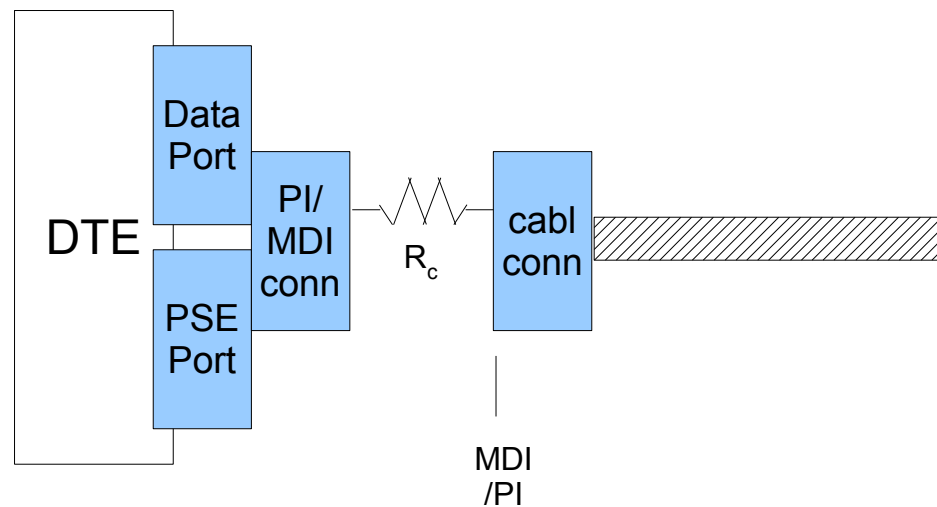 DTE
Data
Port
PSE
Port
PI/
MDI
conn
Rc
cabl
conn
MDI
/PI